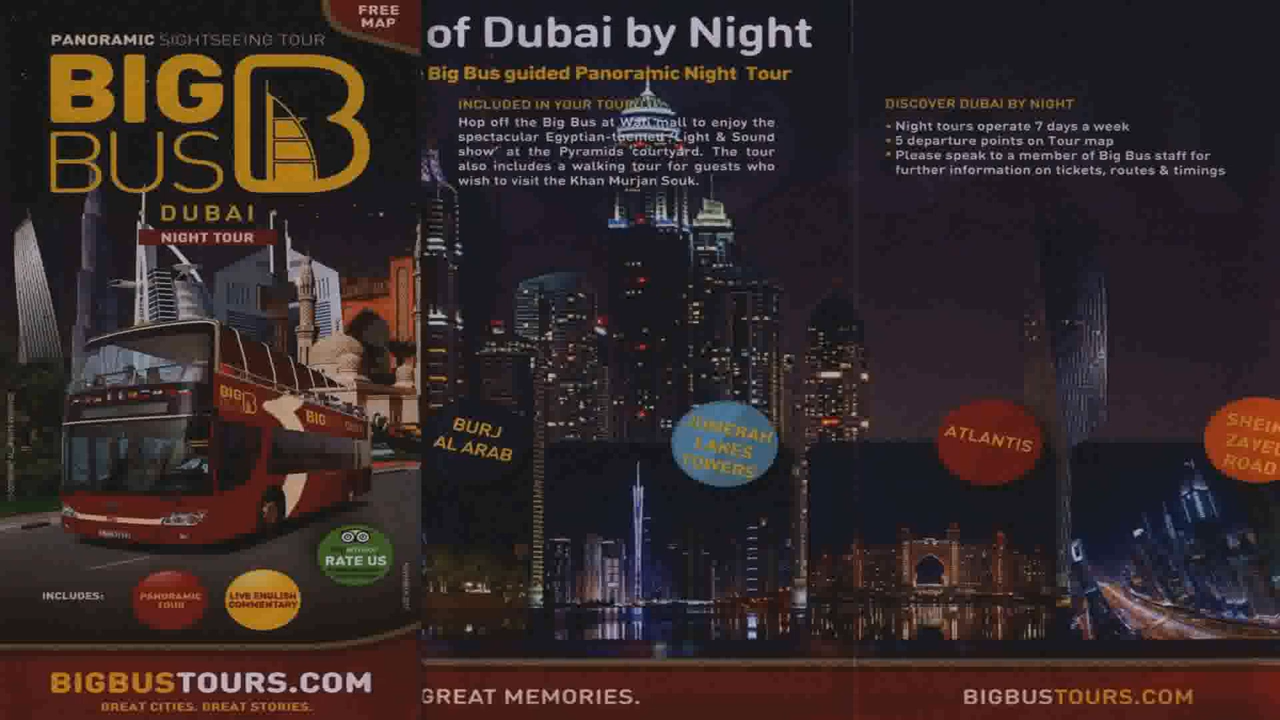 FREE
MAP
PANORAMIC SIGHTSEEING TOUR
BIG
BUS
DUBAI
NIGHT TOUR
BIG
BIG
RATE US
INCLUDES:
PANORAMIC
TOUR
LIVE ENGLISH
COMMENTARY
BIGBUSTOURS.COM
GREAT CITIES. GREAT STORIES.
of Dubai by Night
Big Bus guided Panoramic Night Tour
INCLUDED IN YOUR TOUR
Hop off the Big Bus at Wafi mall to enjoy the
spectacular Egyptian-themed 'Light & Sound
show' at the Pyramids courtyard. The tour
also includes a walking tour for guests who
wish to visit the Khan Murjan Souk.
BURJ
AL ARAB
JUMERAH
LAKES
TOWERS
GREAT MEMORIES.
DISCOVER DUBAI BY NIGHT
• Night tours operate 7 days a week
• 5 departure points on Tour map
• Please speak to a member of Big Bus staff for
further information on tickets, routes & timings
ATLANTIS
SHEIK
ZAYED
ROAD
BIGBUSTOURS.COM